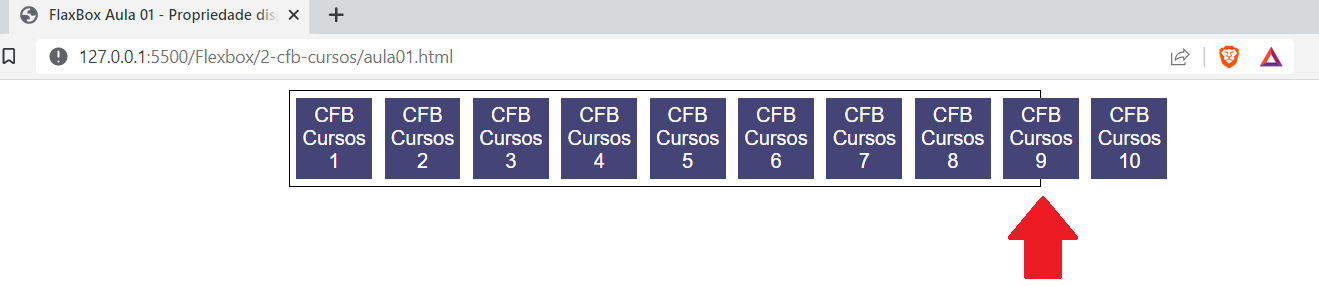 FlaxBox Aula 01 - Propriedade dis
127.0.0.1:5500/Flexbox/2-cfb-cursos/aula01.html
CFB Cursos 1
CFB Cursos 2
CFB Cursos 3
CFB Cursos 4
CFB Cursos 5
CFB Cursos 6
CFB Cursos 7
CFB Cursos 8
CFB Cursos 9
CFB Cursos 10